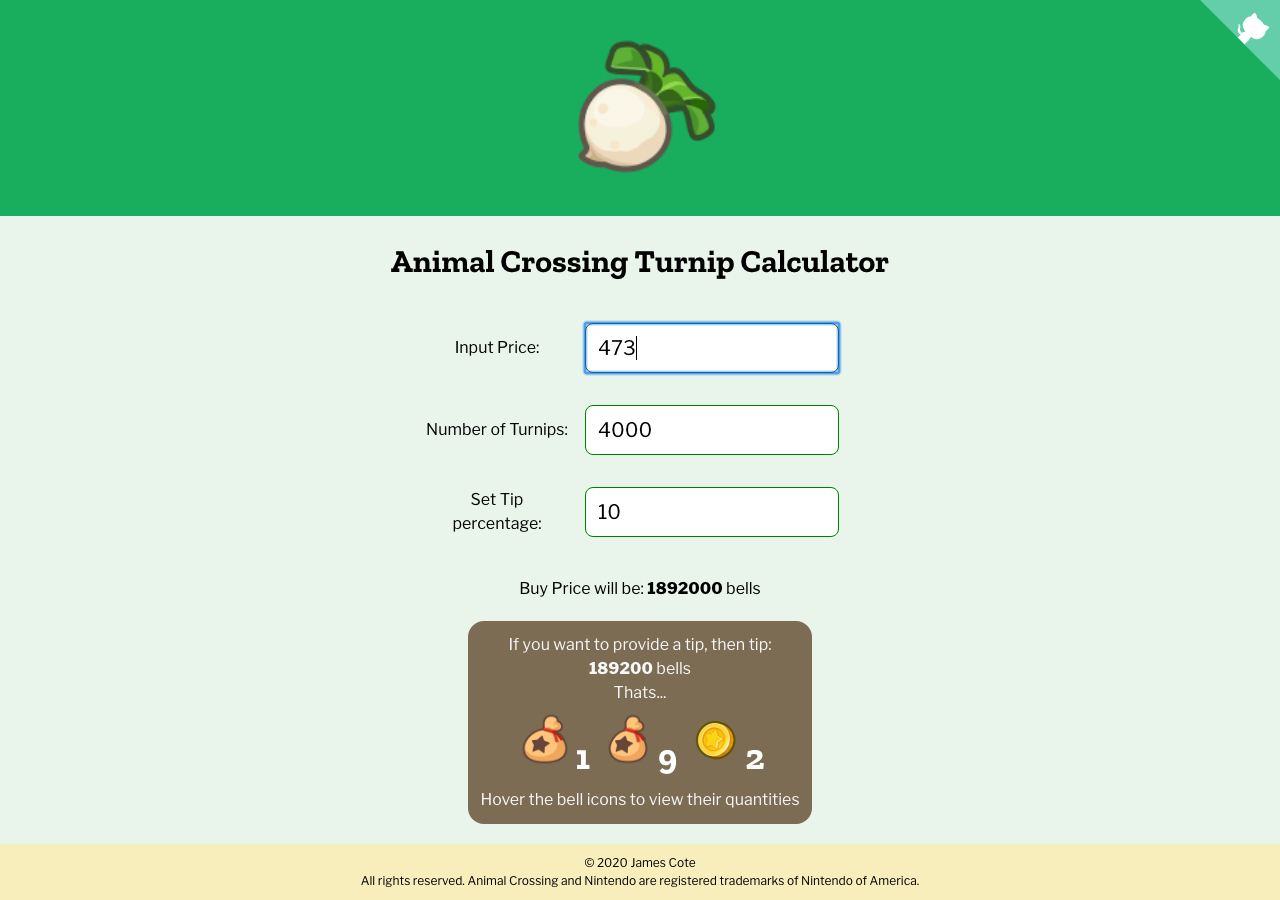 Animal Crossing Turnip Calculator
Input Price:
473
Number of Turnips:
4000
Set Tip
percentage:
10
Buy Price will be: 1892000 bells
If you want to provide a tip, then tip:
189200 bells
Thats...
1 9 2
Hover the bell icons to view their quantities
© 2020 James Cote
All rights reserved. Animal Crossing and Nintendo are registered trademarks of Nintendo of America.